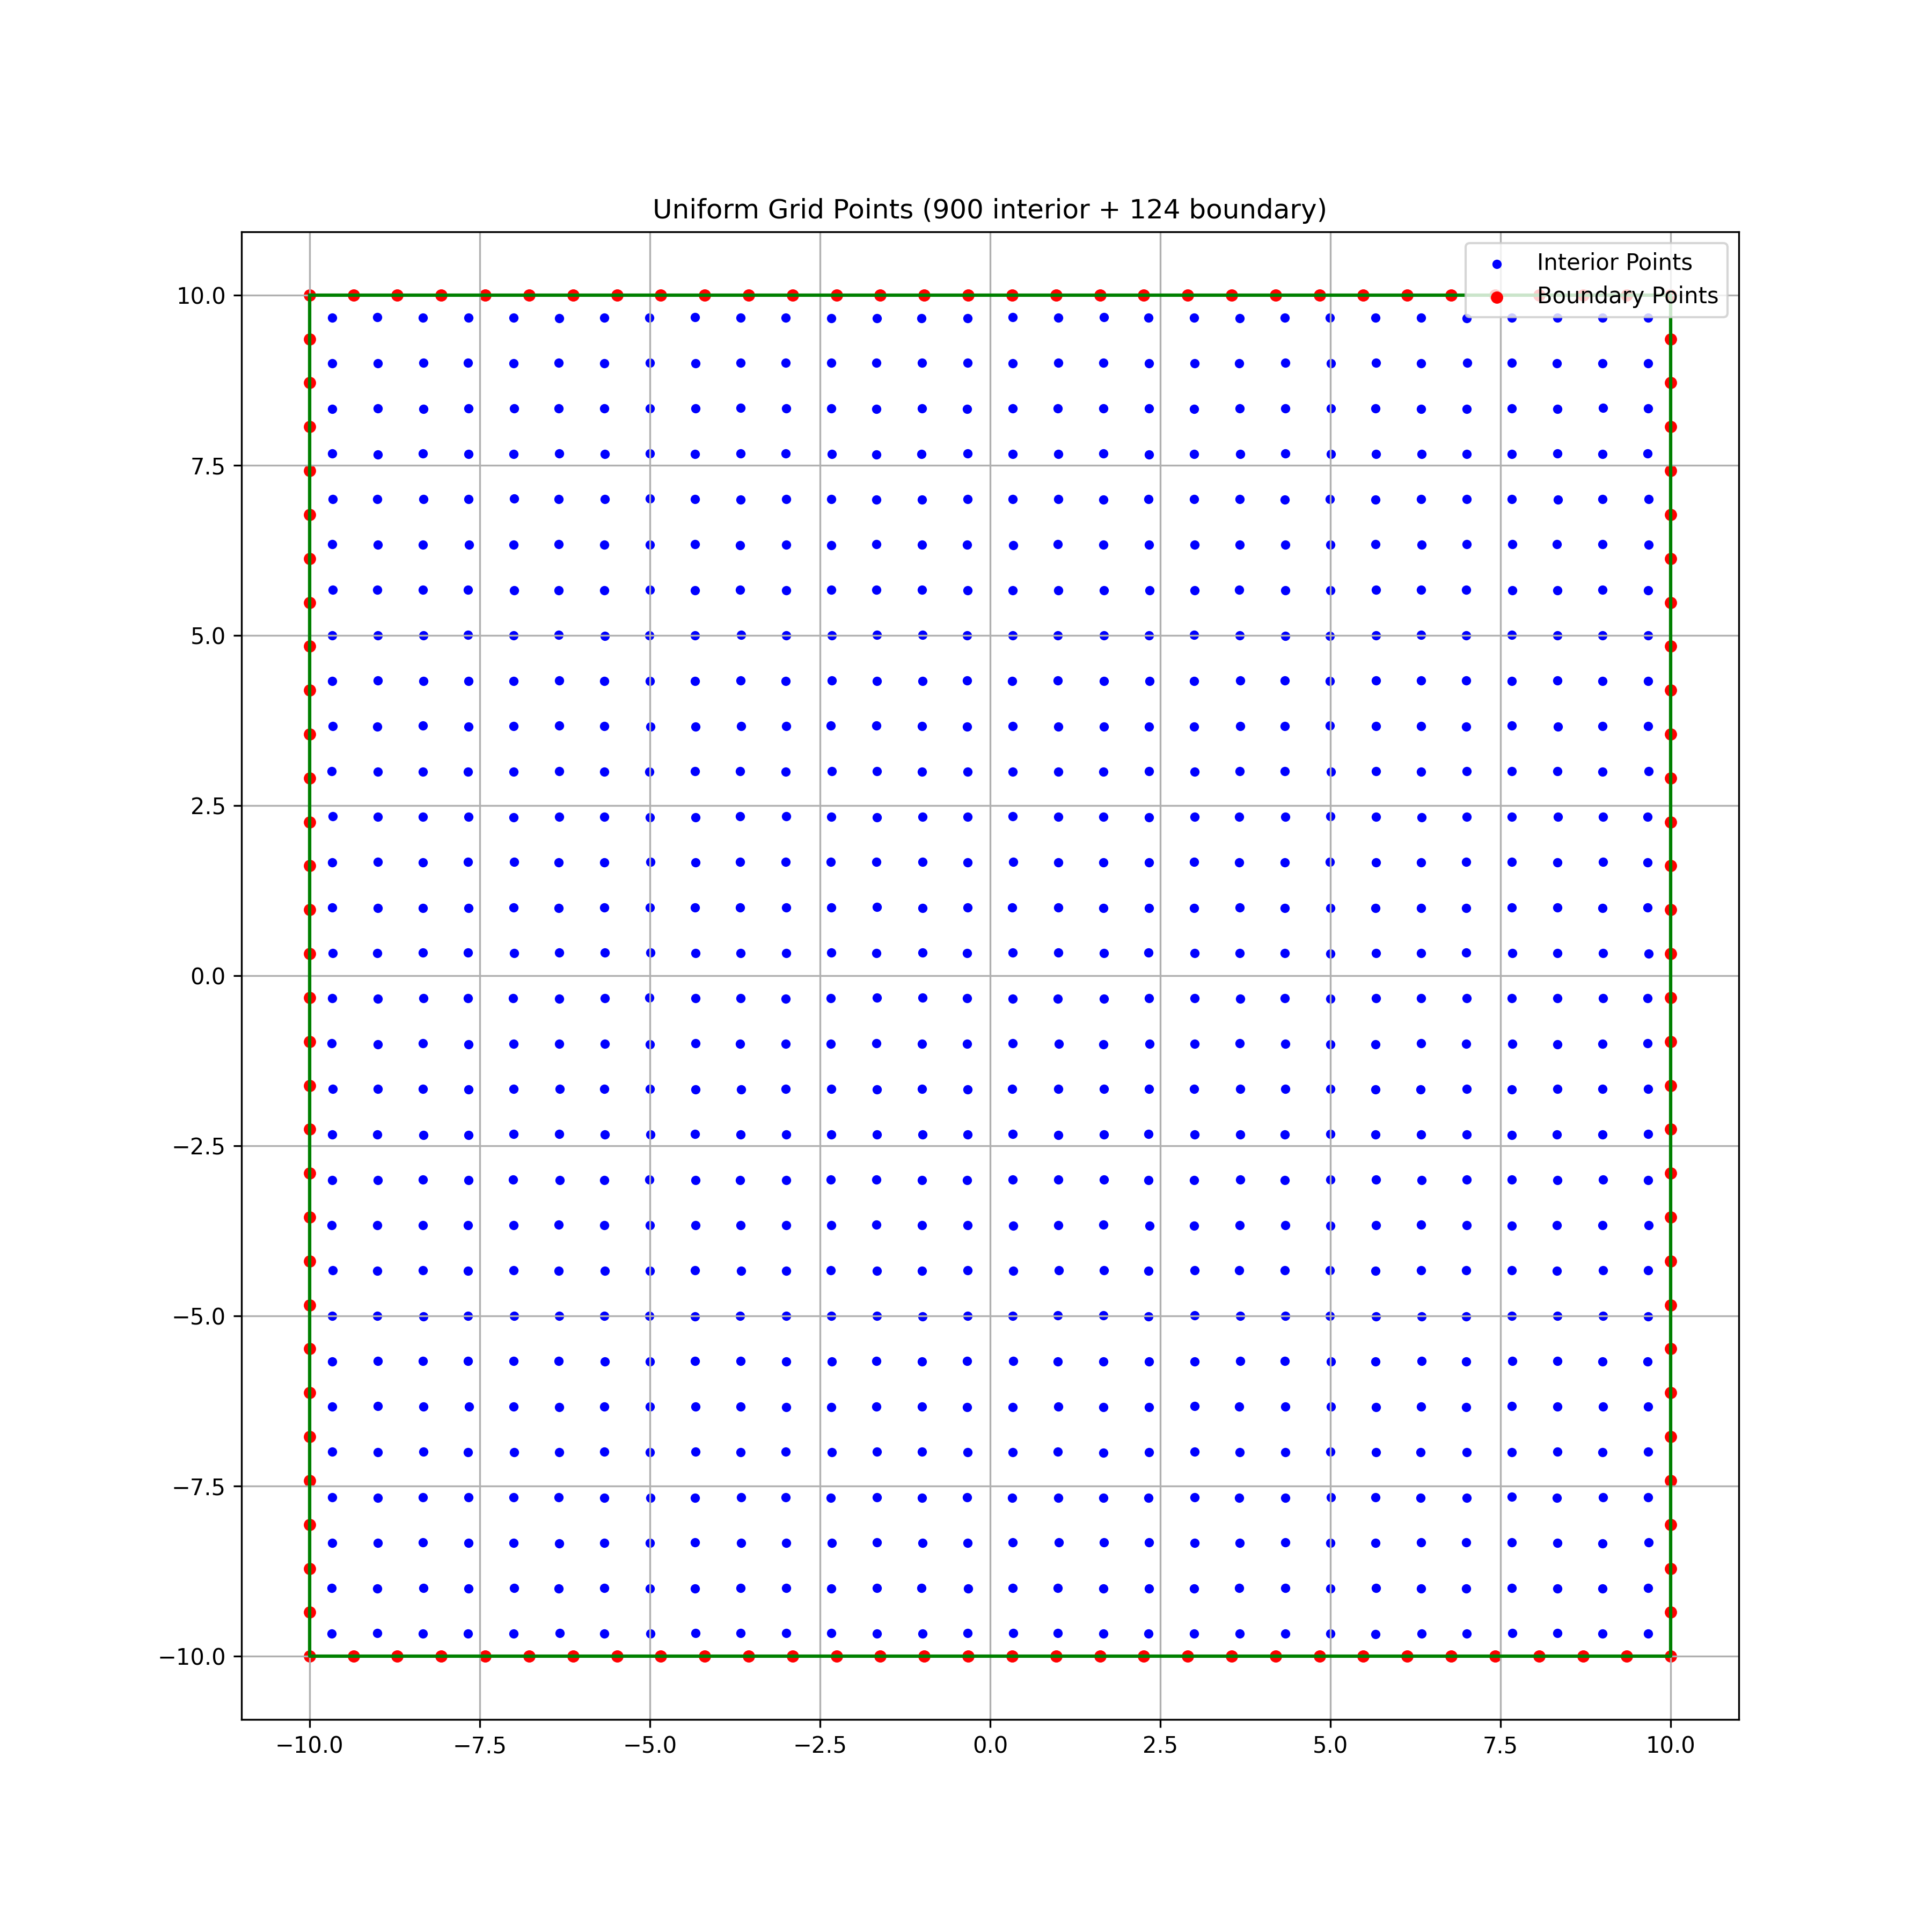 Uniform Grid Points (900 interior + 124 boundary)
Interior Points
Boundary Points
10.0
7.5
5.0
2.5
0.0
−2.5
−5.0
−7.5
−10.0
−10.0 −7.5 −5.0 −2.5 0.0 2.5 5.0 7.5 10.0